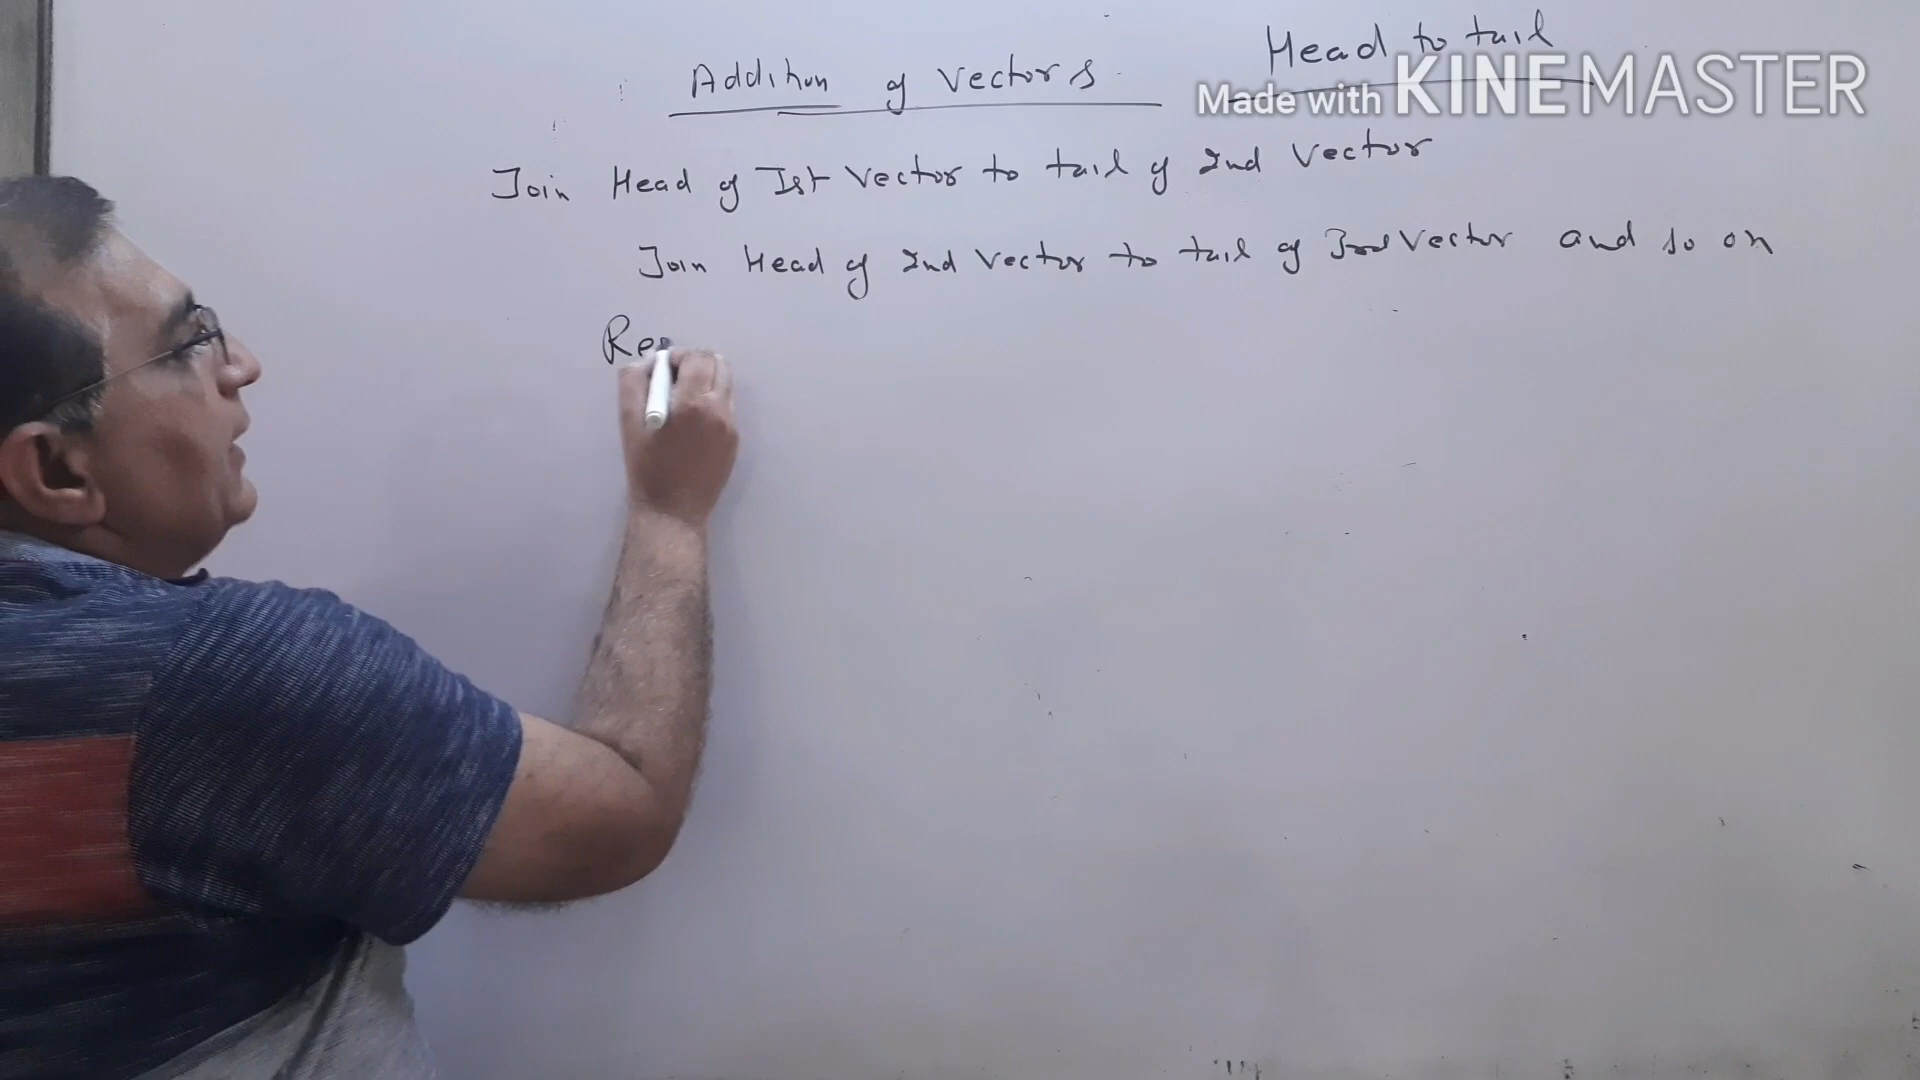 Head to tail
Addition of Vectors
Made with KINEMASTER
Join Head of Ist Vector to tail of 2nd Vector
Join Head of 2nd Vector to tail of 3rd Vector and so on
Res